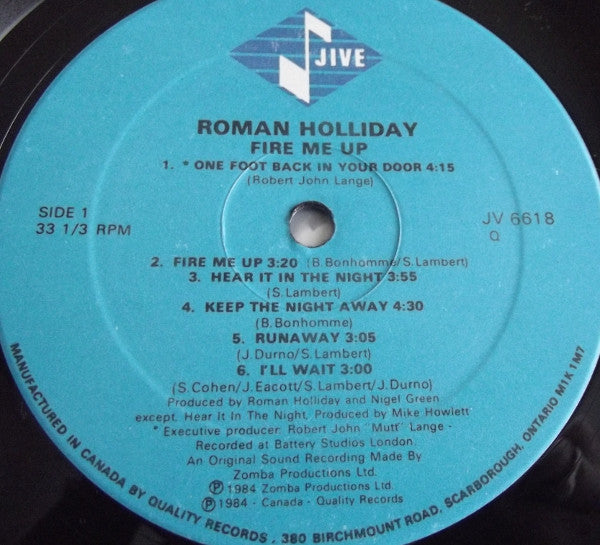 JIVE
ROMAN HOLLIDAY
FIRE ME UP
1. * ONE FOOT BACK IN YOUR DOOR 4:15
(Robert John Lange)
SIDE 1
33 1/3 RPM
JV 6618
Q
2. FIRE ME UP 3:20 (B.Bonhomme/S.Lambert)
3. HEAR IT IN THE NIGHT 3:55
(S.Lambert)
4. KEEP THE NIGHT AWAY 4:30
(B.Bonhomme)
5. RUNAWAY 3:05
(J.Durno/S.Lambert)
6. I'LL WAIT 3:00
(S.Cohen/J.Eacott/S.Lambert/J.Durno)
Produced by Roman Holliday and Nigel Green
except, Hear It In The Night, Produced by Mike Howlett
* Executive producer: Robert John "Mutt" Lange -
Recorded at Battery Studios London.
An Original Sound Recording Made By
Zomba Productions Ltd.
Ⓟ 1984 Zomba Productions Ltd
Ⓟ 1984 - Canada - Quality Records
MANUFACTURED IN CANADA BY QUALITY RECORDS, 380 BIRCHMOUNT ROAD, SCARBOROUGH, ONTARIO M1K 1M7